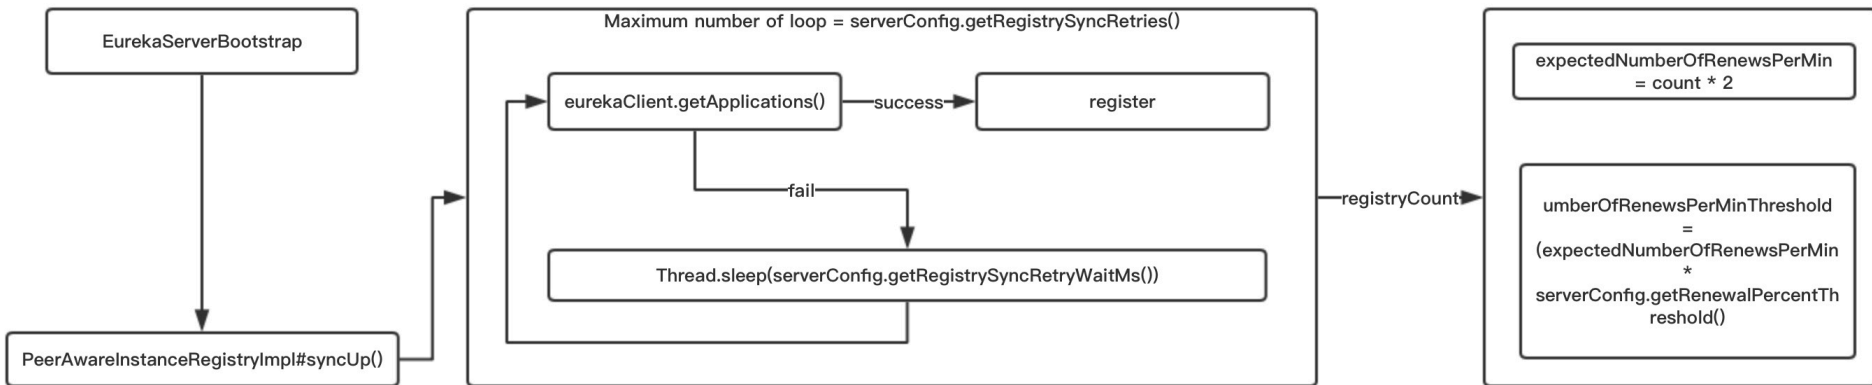 EurekaServerBootstrap
PeerAwareInstanceRegistryImpl#syncUp()
Maximum number of loop = serverConfig.getRegistrySyncRetries()
eurekaClient.getApplications()
success
register
fail
Thread.sleep(serverConfig.getRegistrySyncRetryWaitMs())
registryCount
expectedNumberOfRenewsPerMin
= count * 2
umberOfRenewsPerMinThreshold
=
(expectedNumberOfRenewsPerMin
*
serverConfig.getRenewalPercentTh
reshold()